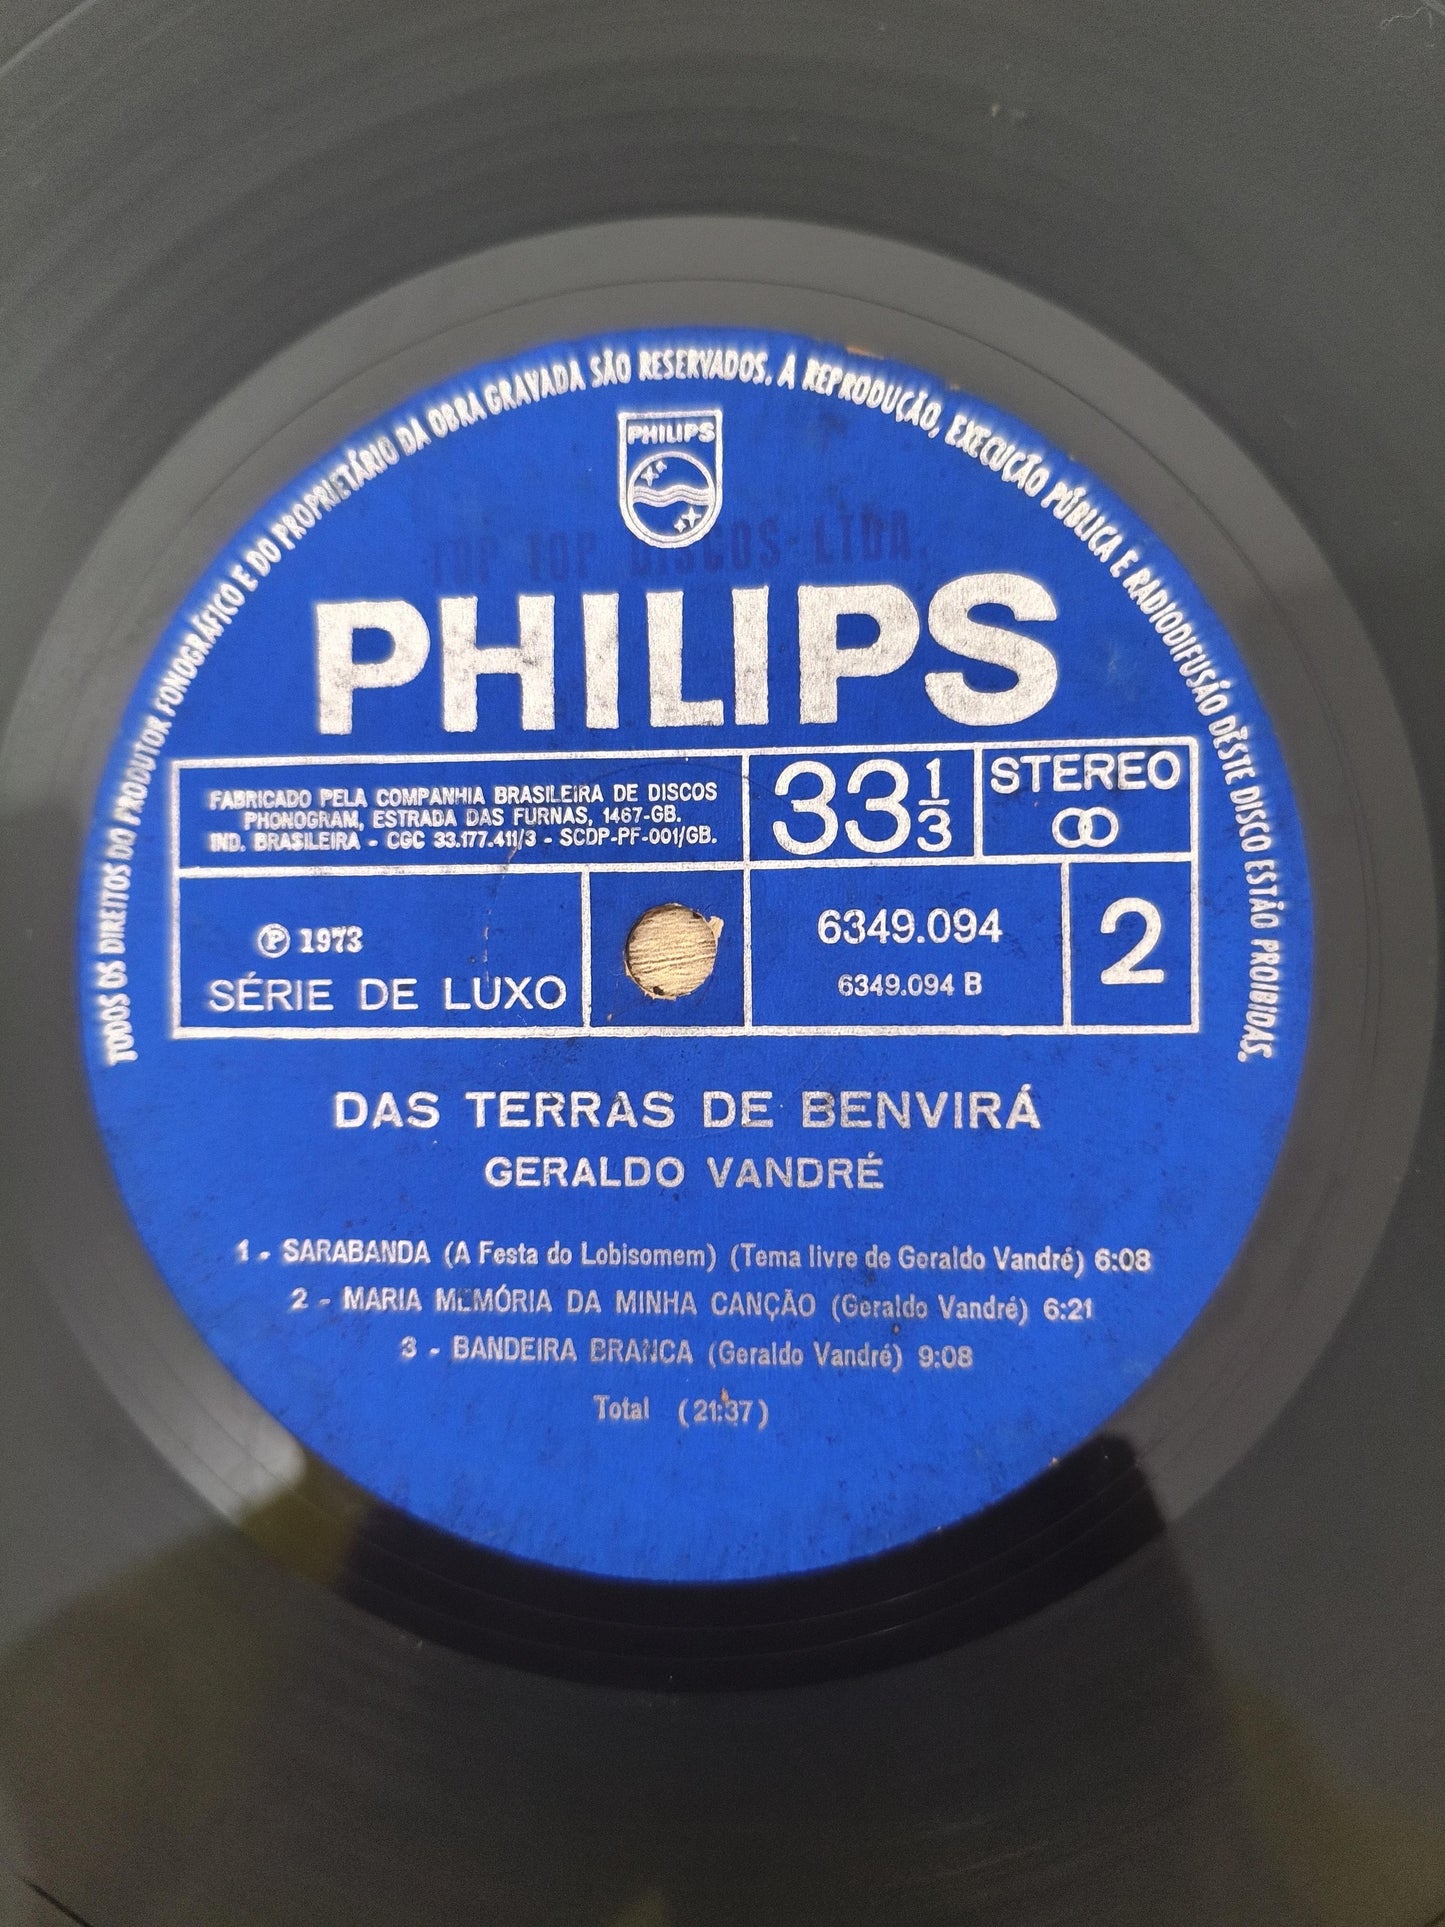 TODOS OS DIREITOS DO PRODUTOR FONOGRÁFICO E DO PROPRIETÁRIO DA OBRA GRAVADA SÃO RESERVADOS. A REPRODUÇÃO, EXECUÇÃO PÚBLICA E RADIODIFUSÃO DÊSTE DISCO ESTÃO PROIBIDAS.
PHILIPS
TOP TOP DISCOS LTDA.
PHILIPS
FABRICADO PELA COMPANHIA BRASILEIRA DE DISCOS
PHONOGRAM, ESTRADA DAS FURNAS, 1467-GB.
IND. BRASILEIRA - CGC 33.177.411/3 - SCDP-PF-001/GB.
33 1/3
STEREO
℗ 1973
SÉRIE DE LUXO
6349.094
6349.094 B
2
DAS TERRAS DE BENVIRÁ
GERALDO VANDRÉ
1 - SARABANDA (A Festa do Lobisomem) (Tema livre de Geraldo Vandré) 6:08
2 - MARIA MEMÓRIA DA MINHA CANÇÃO (Geraldo Vandré) 6:21
3 - BANDEIRA BRANCA (Geraldo Vandré) 9:08
Total (21:37)